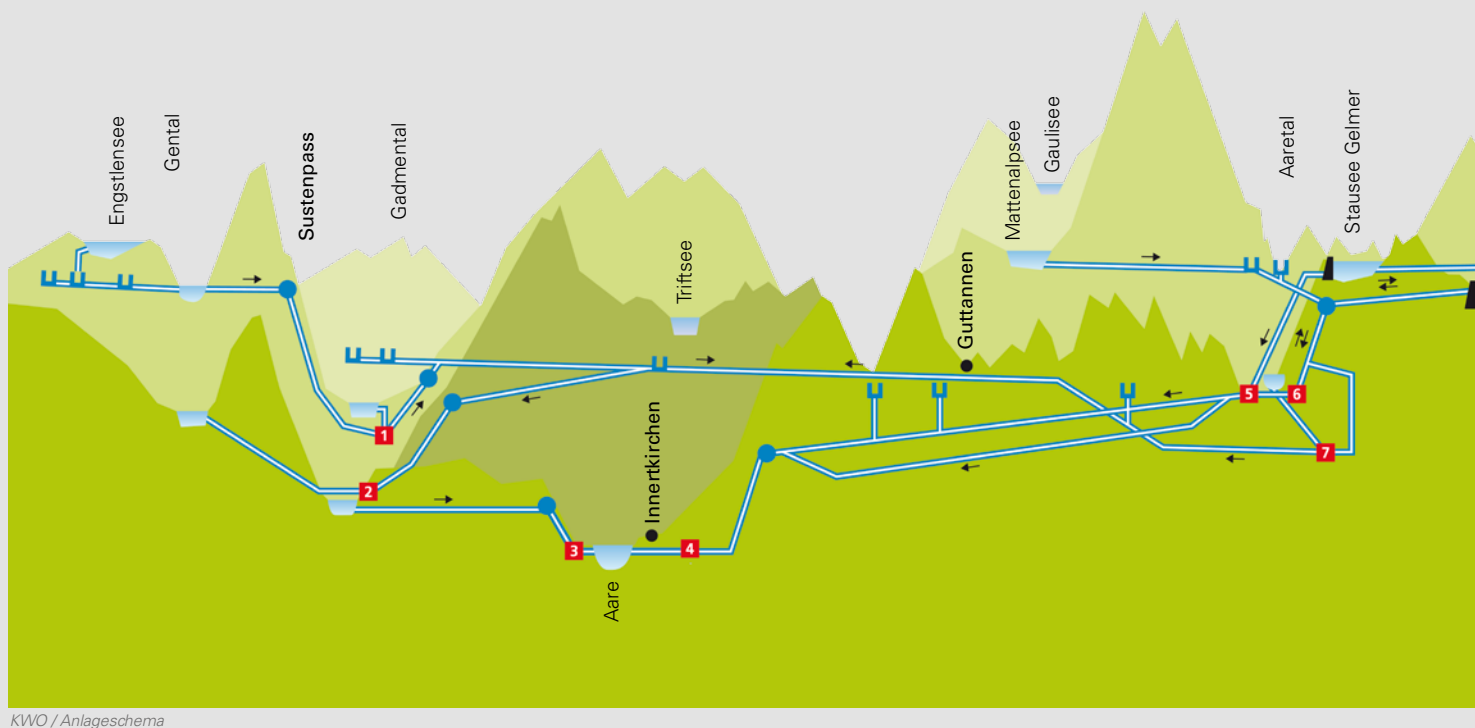 Engstlensee
Gental
Sustenpass
Gadmental
Triftsee
Innertkirchen
Aare
Guttannen
Mattenalpsee
Gaulisee
Aaretal
Stausee Gelmer
1
2
3
4
5
6
7
KWO / Anlageschema